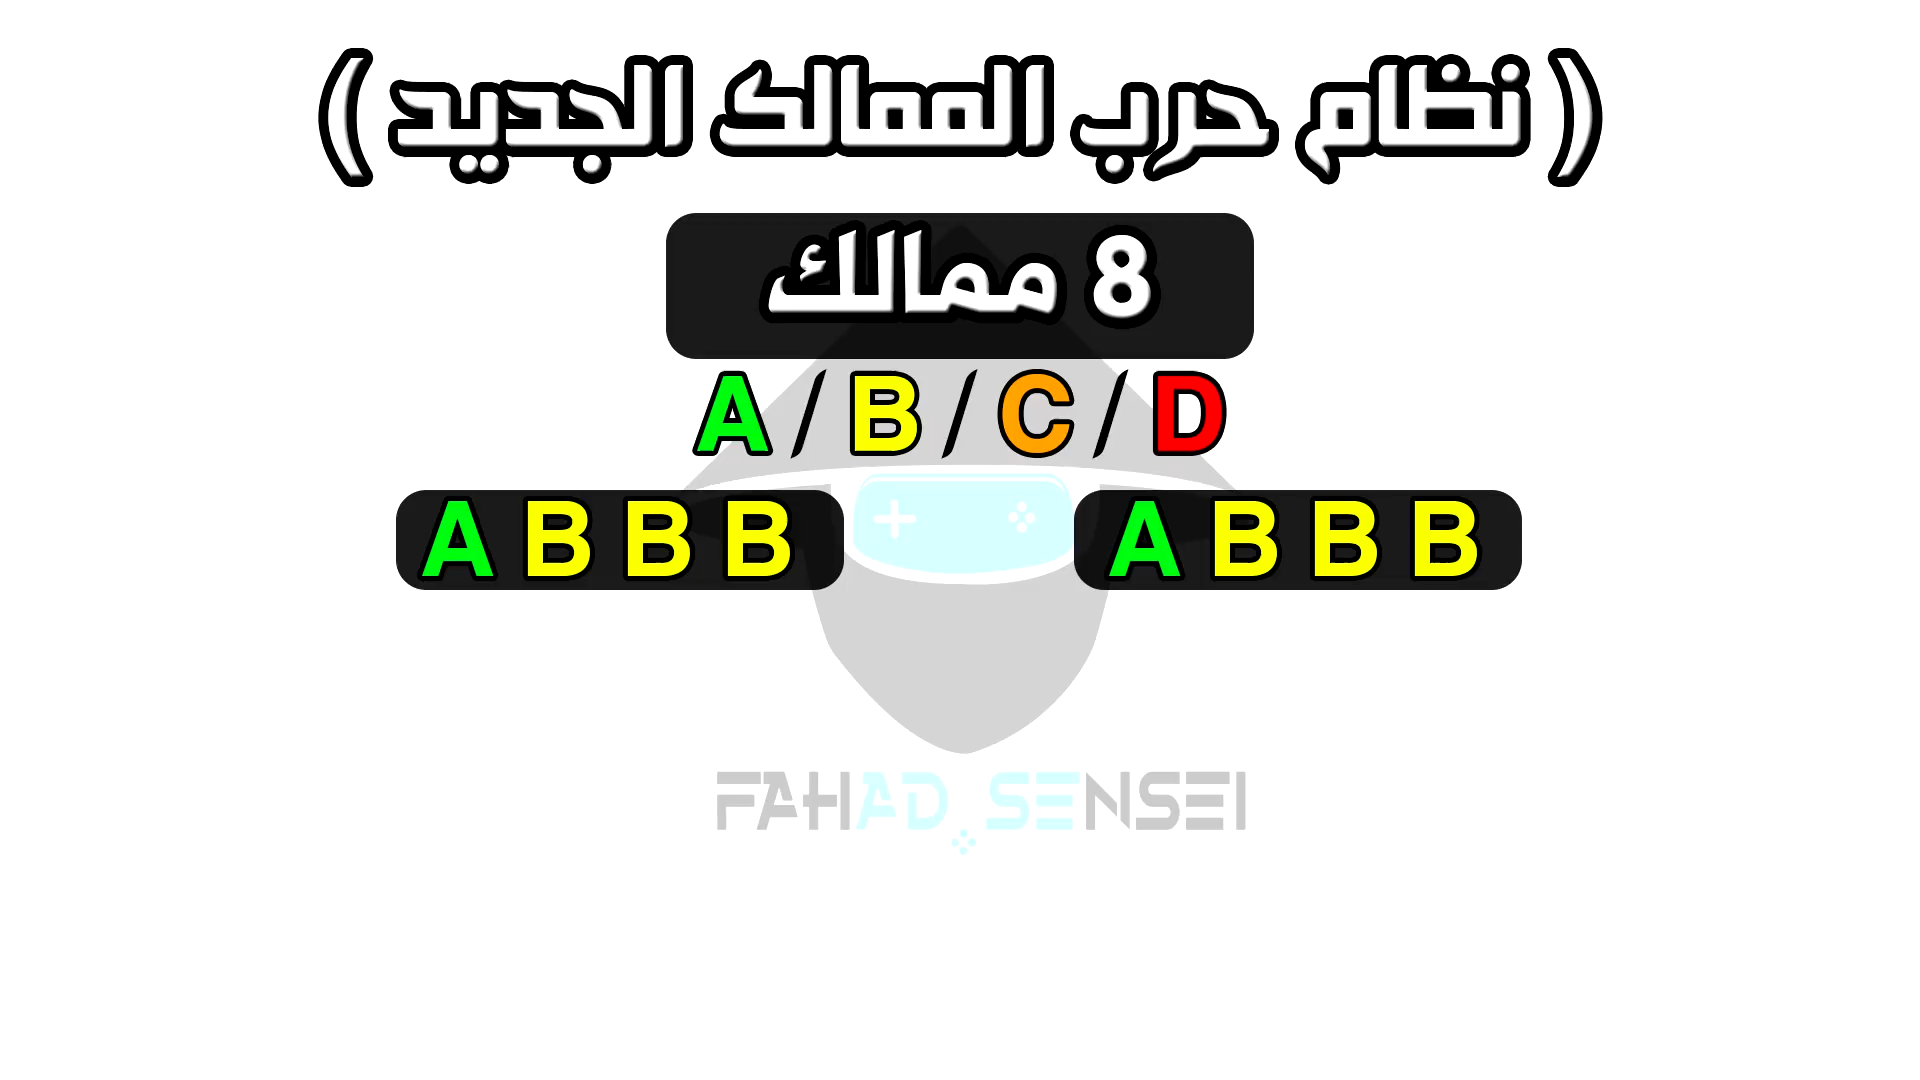 ( نظام حرب الممالك الجديد )
8 ممالك
A / B / C / D
A B B B
A B B B
FAHAD SENSEI